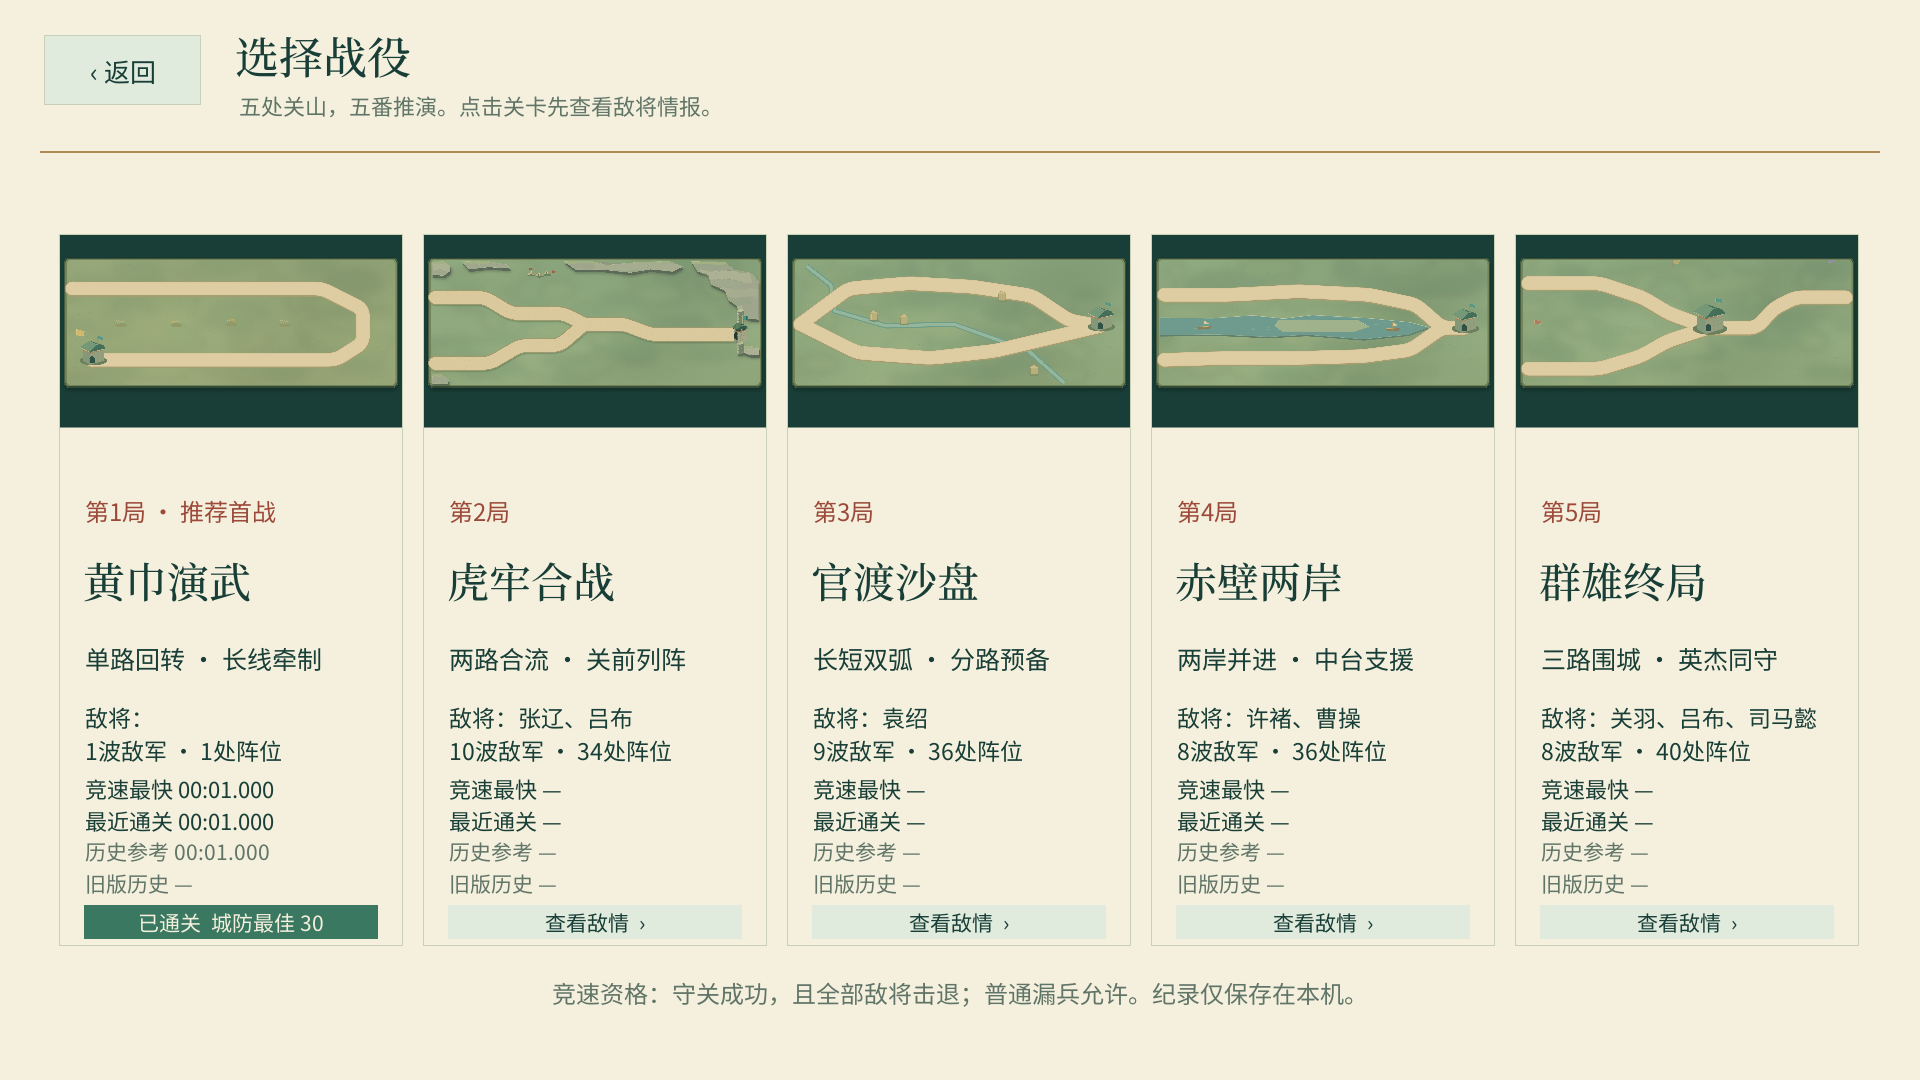 ‹ 返回
选择战役
五处关山，五番推演。点击关卡先查看敌将情报。
第1局 · 推荐首战
黄巾演武
单路回转 · 长线牵制
敌将：
1波敌军 · 1处阵位
竞速最快 00:01.000
最近通关 00:01.000
历史参考 00:01.000
旧版历史 —
已通关 城防最佳 30
第2局
虎牢合战
两路合流 · 关前列阵
敌将：张辽、吕布
10波敌军 · 34处阵位
竞速最快 —
最近通关 —
历史参考 —
旧版历史 —
查看敌情 ›
第3局
官渡沙盘
长短双弧 · 分路预备
敌将：袁绍
9波敌军 · 36处阵位
竞速最快 —
最近通关 —
历史参考 —
旧版历史 —
查看敌情 ›
第4局
赤壁两岸
两岸并进 · 中台支援
敌将：许褚、曹操
8波敌军 · 36处阵位
竞速最快 —
最近通关 —
历史参考 —
旧版历史 —
查看敌情 ›
第5局
群雄终局
三路围城 · 英杰同守
敌将：关羽、吕布、司马懿
8波敌军 · 40处阵位
竞速最快 —
最近通关 —
历史参考 —
旧版历史 —
查看敌情 ›
竞速资格：守关成功，且全部敌将击退；普通漏兵允许。纪录仅保存在本机。